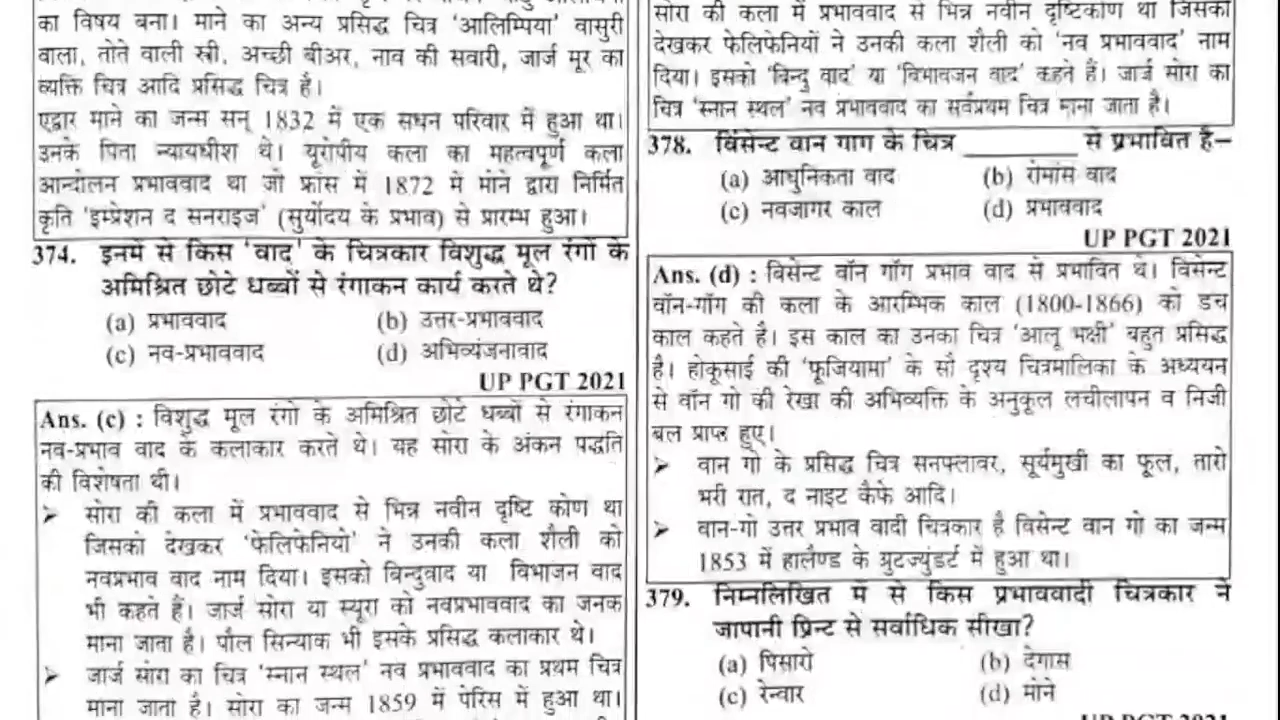 का विषय बना। माने का अन्य प्रसिद्ध चित्र 'आलिम्पिया' वासुरी
वाला, तोते वाली स्त्री, अच्छी बीअर, नाव की सवारी, जार्ज मूर का
व्यक्ति चित्र आदि प्रसिद्ध चित्र है।
एद्वार माने का जन्म सन् 1832 में एक सधन परिवार में हुआ था।
उनके पिता न्यायधीश थे। यूरोपीय कला का महत्वपूर्ण कला
आन्दोलन प्रभाववाद था जो फ्रांस में 1872 में मोने द्वारा निर्मित
कृति 'इम्प्रेशन द सनराइज' (सुर्योदय के प्रभाव) से प्रारम्भ हुआ।
374. इनमें से किस 'वाद' के चित्रकार विशुद्ध मूल रंगों के
अमिश्रित छोटे धब्बों से रंगाकन कार्य करते थे?
(a) प्रभाववाद (b) उत्तर-प्रभाववाद
(c) नव-प्रभाववाद (d) अभिव्यंजनावाद
UP PGT 2021
Ans. (c) : विशुद्ध मूल रंगो के अमिश्रित छोटे धब्बों से रंगाकन
नव-प्रभाव वाद के कलाकार करते थे। यह सोरा के अंकन पद्धति
की विशेषता थी।
➢ सोरा की कला में प्रभाववाद से भिन्न नवीन दृष्टि कोण था
जिसको देखकर 'फेलिफेनियो' ने उनकी कला शैली को
नवप्रभाव वाद नाम दिया। इसको बिन्दुवाद या विभाजन वाद
भी कहते हैं। जार्ज सोरा या स्यूरा को नवप्रभाववाद का जनक
माना जाता है। पौल सिन्याक भी इसके प्रसिद्ध कलाकार थे।
➢ जार्ज सोरा का चित्र 'स्नान स्थल' नव प्रभाववाद का प्रथम चित्र
माना जाता है। सोरा का जन्म 1859 में पेरिस में हुआ था।
सोरा की कला में प्रभाववाद से भिन्न नवीन दृष्टिकोण था जिसको
देखकर फेलिफेनियों ने उनकी कला शैली को 'नव प्रभाववाद' नाम
दिया। इसको 'बिन्दु वाद' या 'विभावजन वाद' कहते हैं। जार्ज सोरा का
चित्र 'स्नान स्थल' नव प्रभाववाद का सर्वप्रथम चित्र माना जाता है।
378. विंसेन्ट वान गाग के चित्र ________ से प्रभावित है–
(a) आधुनिकता वाद (b) रोमांस वाद
(c) नवजागर काल (d) प्रभाववाद
UP PGT 2021
Ans. (d) : विसेन्ट वॉन गॉग प्रभाव वाद से प्रभावित थे। विसेन्ट
वॉन-गॉग की कला के आरम्भिक काल (1800-1866) को डच
काल कहते है। इस काल का उनका चित्र 'आलू भक्षी' बहुत प्रसिद्ध
है। होकूसाई की 'फूजियामा' के सौ दृश्य चित्रमालिका के अध्ययन
से वॉन गो की रेखा की अभिव्यक्ति के अनुकूल लचीलापन व निजी
बल प्राप्त हुए।
➢ वान गो के प्रसिद्ध चित्र सनफ्लावर, सूर्यमुखी का फूल, तारो
भरी रात, द नाइट कैफे आदि।
➢ वान-गो उत्तर प्रभाव वादी चित्रकार है विसेन्ट वान गो का जन्म
1853 में हालैण्ड के ग्रुटज्युंडर्ट में हुआ था।
379. निम्नलिखित में से किस प्रभाववादी चित्रकार ने
जापानी प्रिन्ट से सर्वाधिक सीखा?
(a) पिसारो (b) देगास
(c) रेन्वार (d) मोने